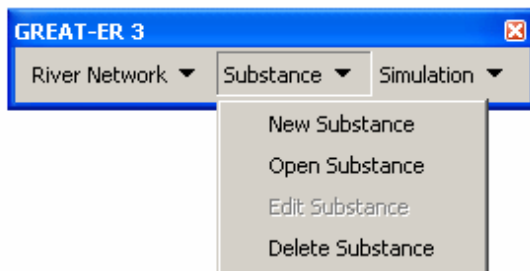 GREAT-ER 3
River Network Substance Simulation
New Substance
Open Substance
Edit Substance
Delete Substance